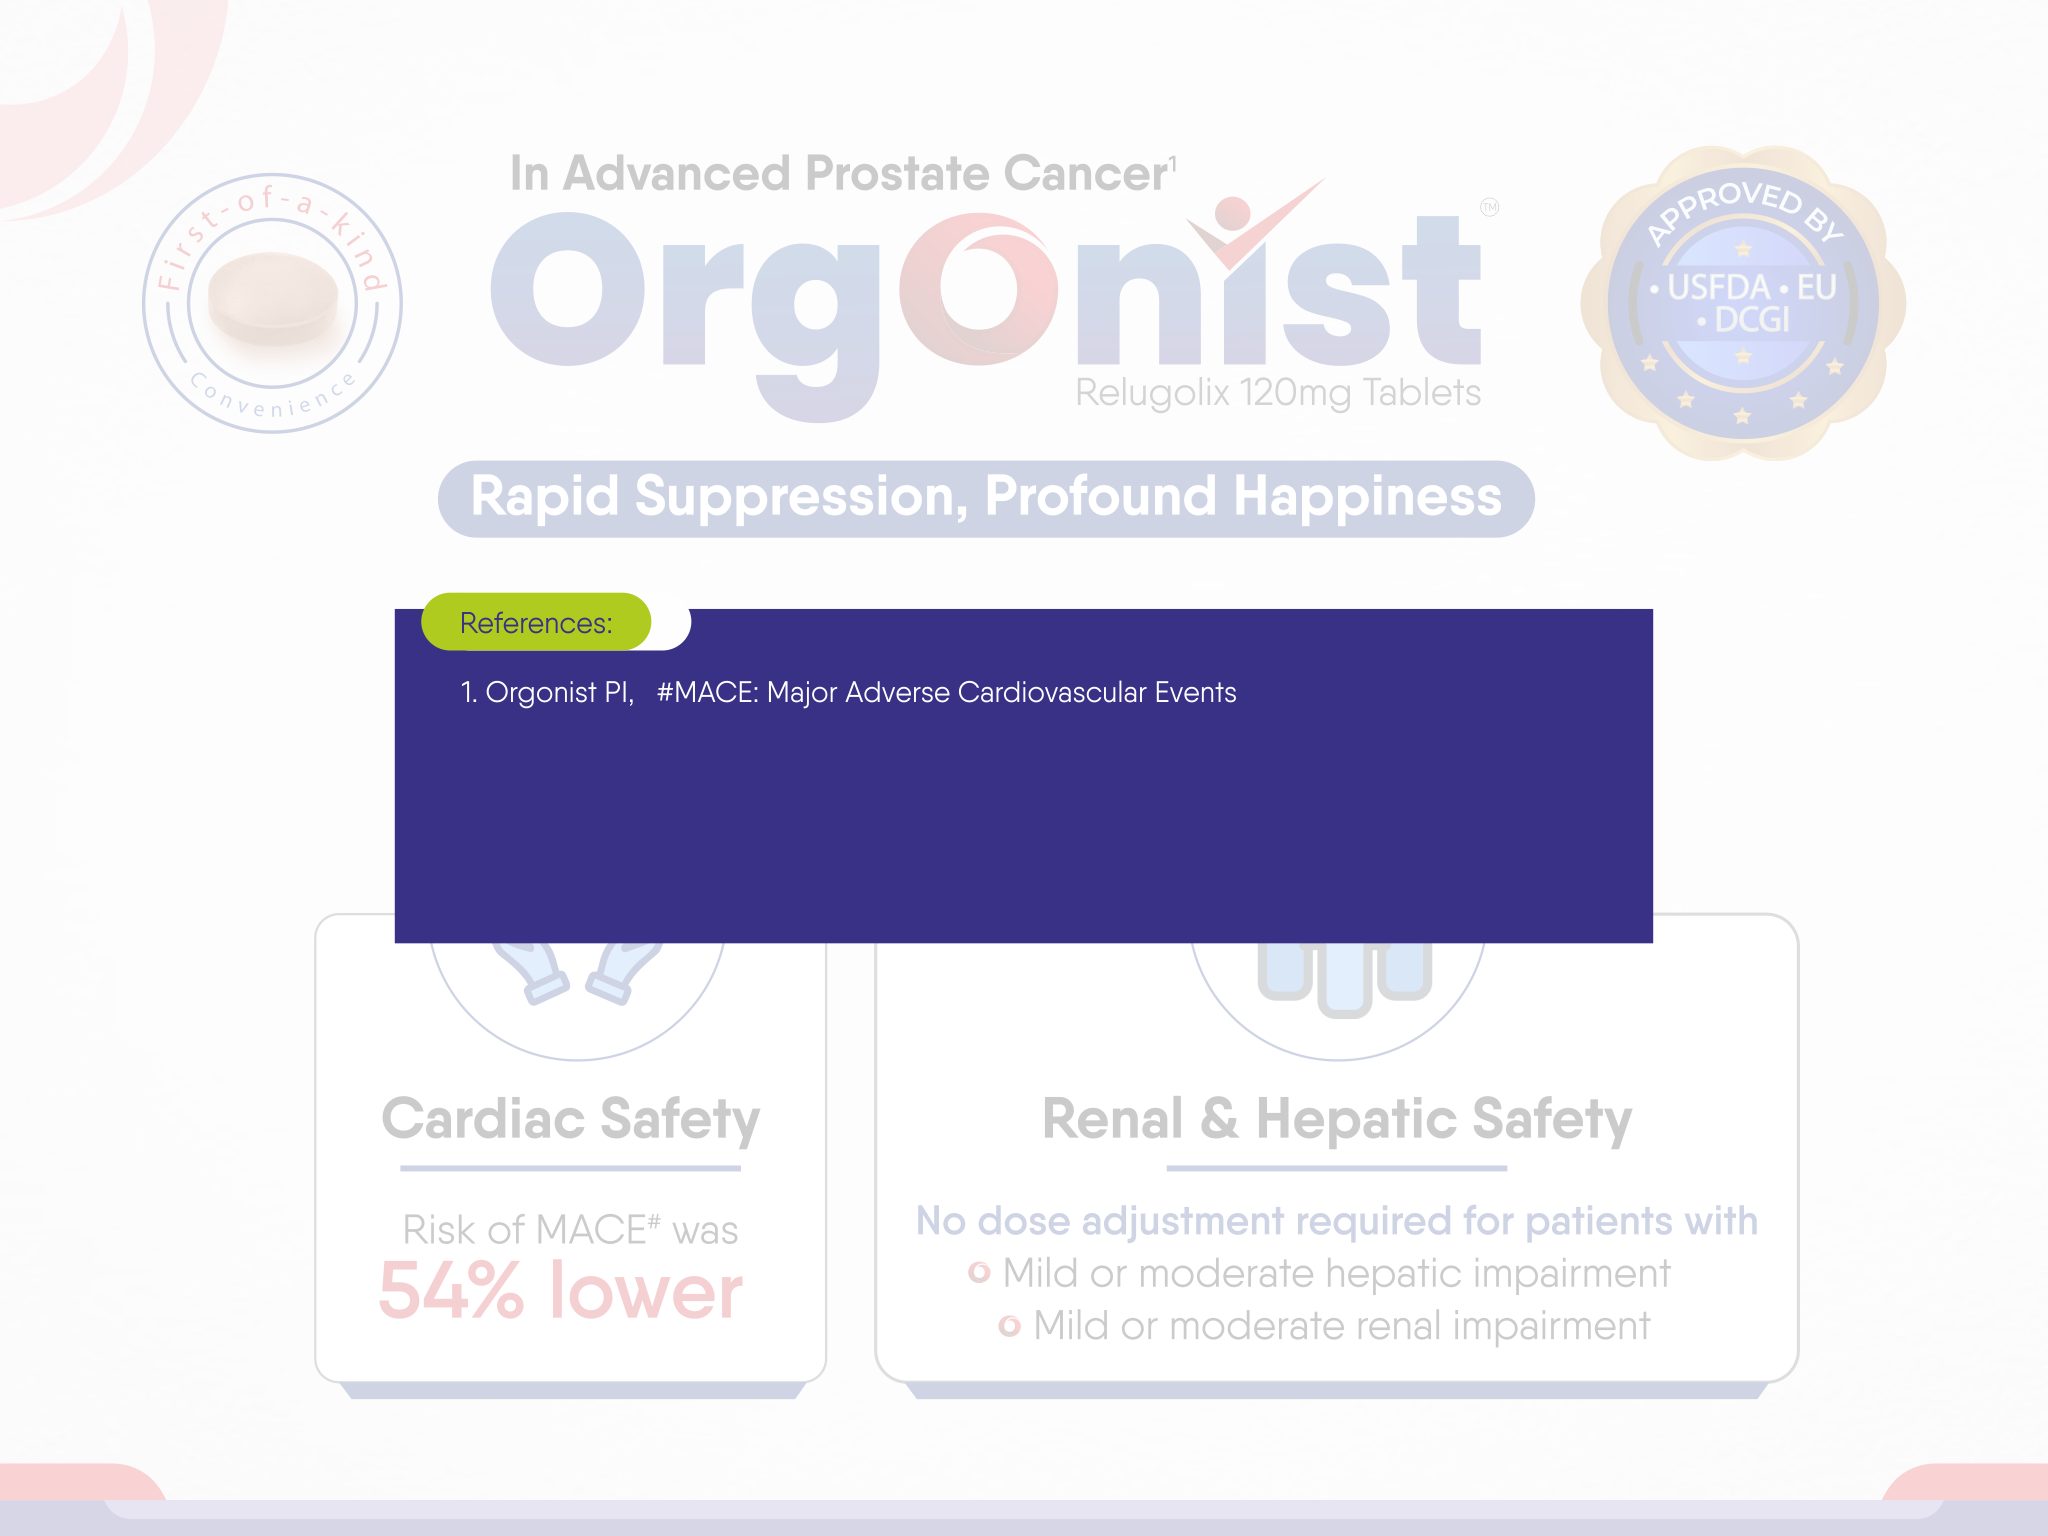 First-of-a-kind
Convenience
In Advanced Prostate Cancer¹
Orgonist™
Relugolix 120mg Tablets
APPROVED BY
• USFDA • EU
• DCGI
Rapid Suppression, Profound Happiness
References:
1. Orgonist PI, #MACE: Major Adverse Cardiovascular Events
Cardiac Safety
Risk of MACE# was
54% lower
Renal & Hepatic Safety
No dose adjustment required for patients with
Mild or moderate hepatic impairment
Mild or moderate renal impairment